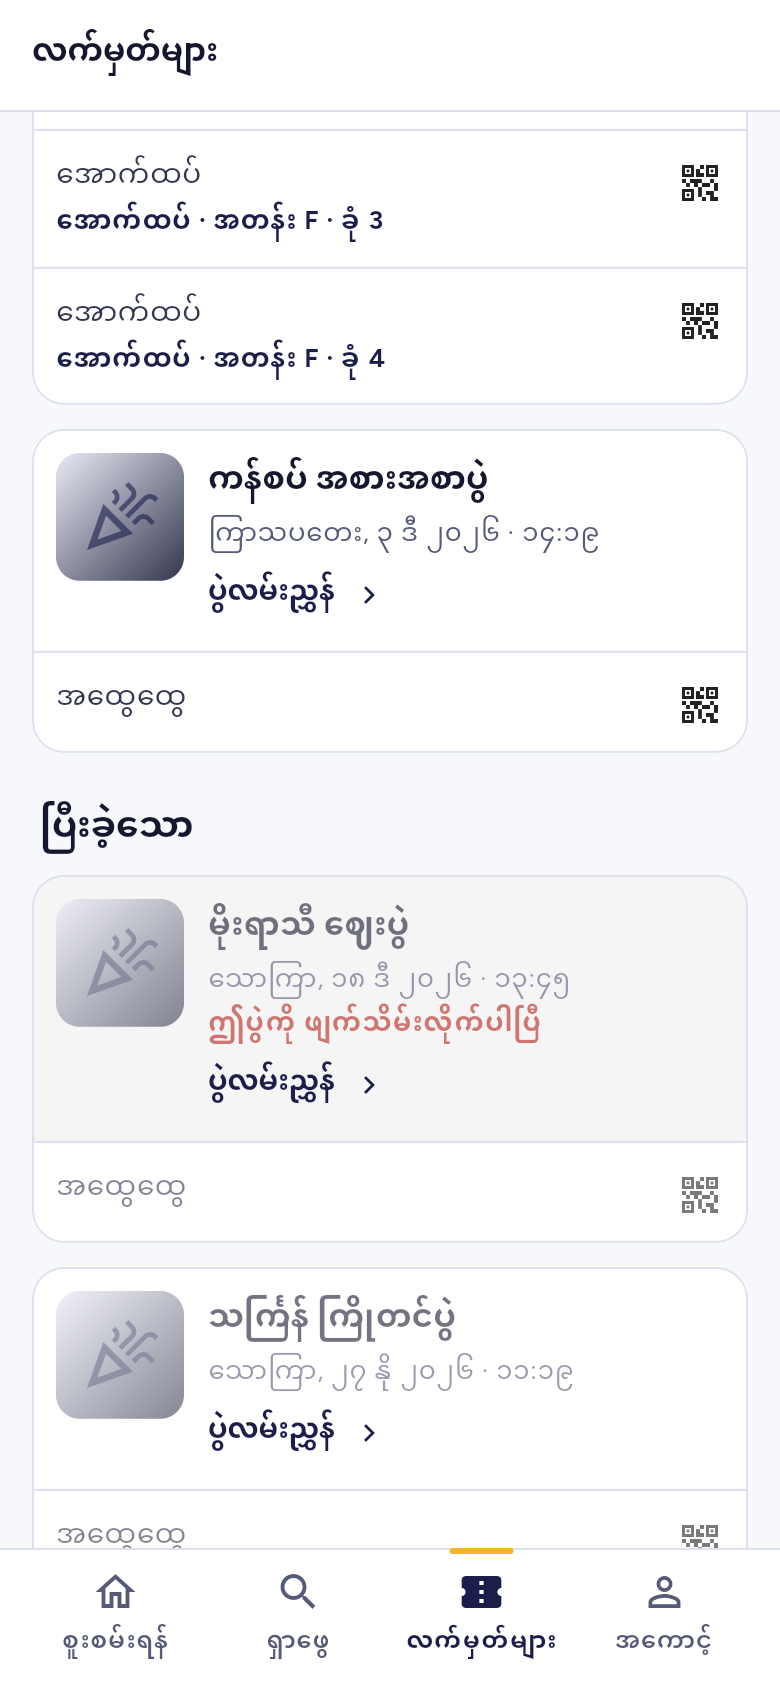 လက်မှတ်များ
အောက်ထပ်
အောက်ထပ် · အတန်း F · ခုံ 3
အောက်ထပ်
အောက်ထပ် · အတန်း F · ခုံ 4
ကန်စပ် အစားအစာပွဲ
ကြာသပတေး, ၃ ဒီ ၂၀၂၆ · ၁၄:၁၉
ပွဲလမ်းညွှန်
အထွေထွေ
ပြီးခဲ့သော
မိုးရာသီ ဈေးပွဲ
သောကြာ, ၁၈ ဒီ ၂၀၂၆ · ၁၃:၄၅
ဤပွဲကို ဖျက်သိမ်းလိုက်ပါပြီ
ပွဲလမ်းညွှန်
အထွေထွေ
သင်္ကြန် ကြိုတင်ပွဲ
သောကြာ, ၂၇ နို ၂၀၂၆ · ၁၁:၁၉
ပွဲလမ်းညွှန်
အထွေထွေ
စူးစမ်းရန်
ရှာဖွေ
လက်မှတ်များ
အကောင့်